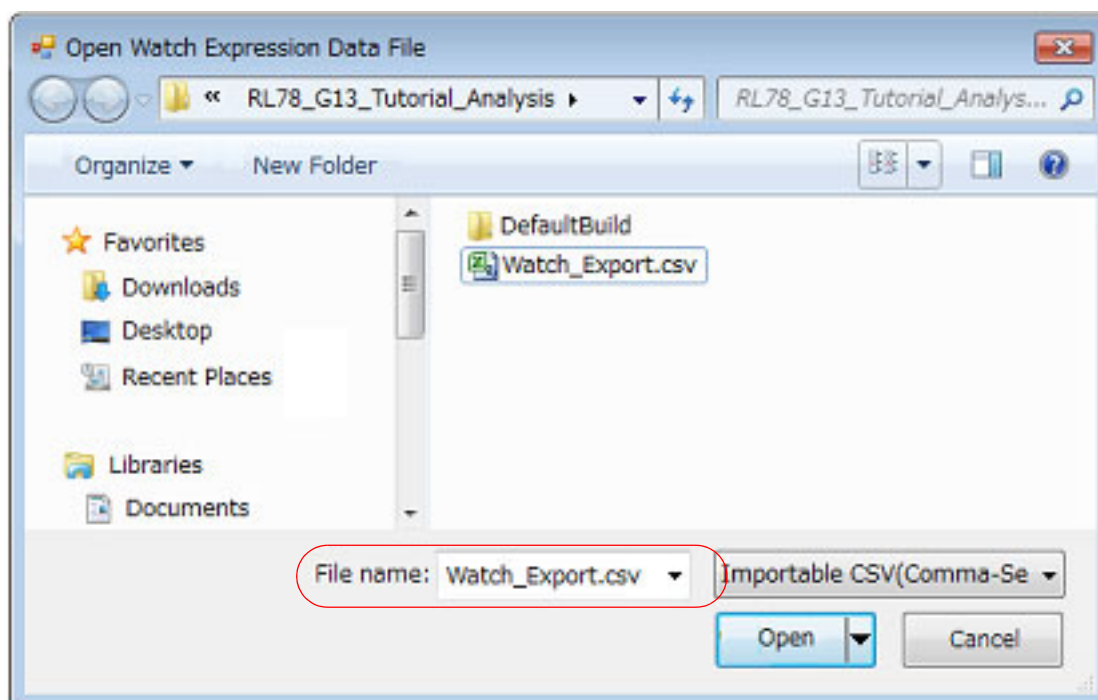 Open Watch Expression Data File
« RL78_G13_Tutorial_Analysis
RL78_G13_Tutorial_Analys...
Organize
New Folder
Favorites
Downloads
Desktop
Recent Places
Libraries
Documents
DefaultBuild
Watch_Export.csv
File name: Watch_Export.csv
Importable CSV(Comma-Se
Open
Cancel